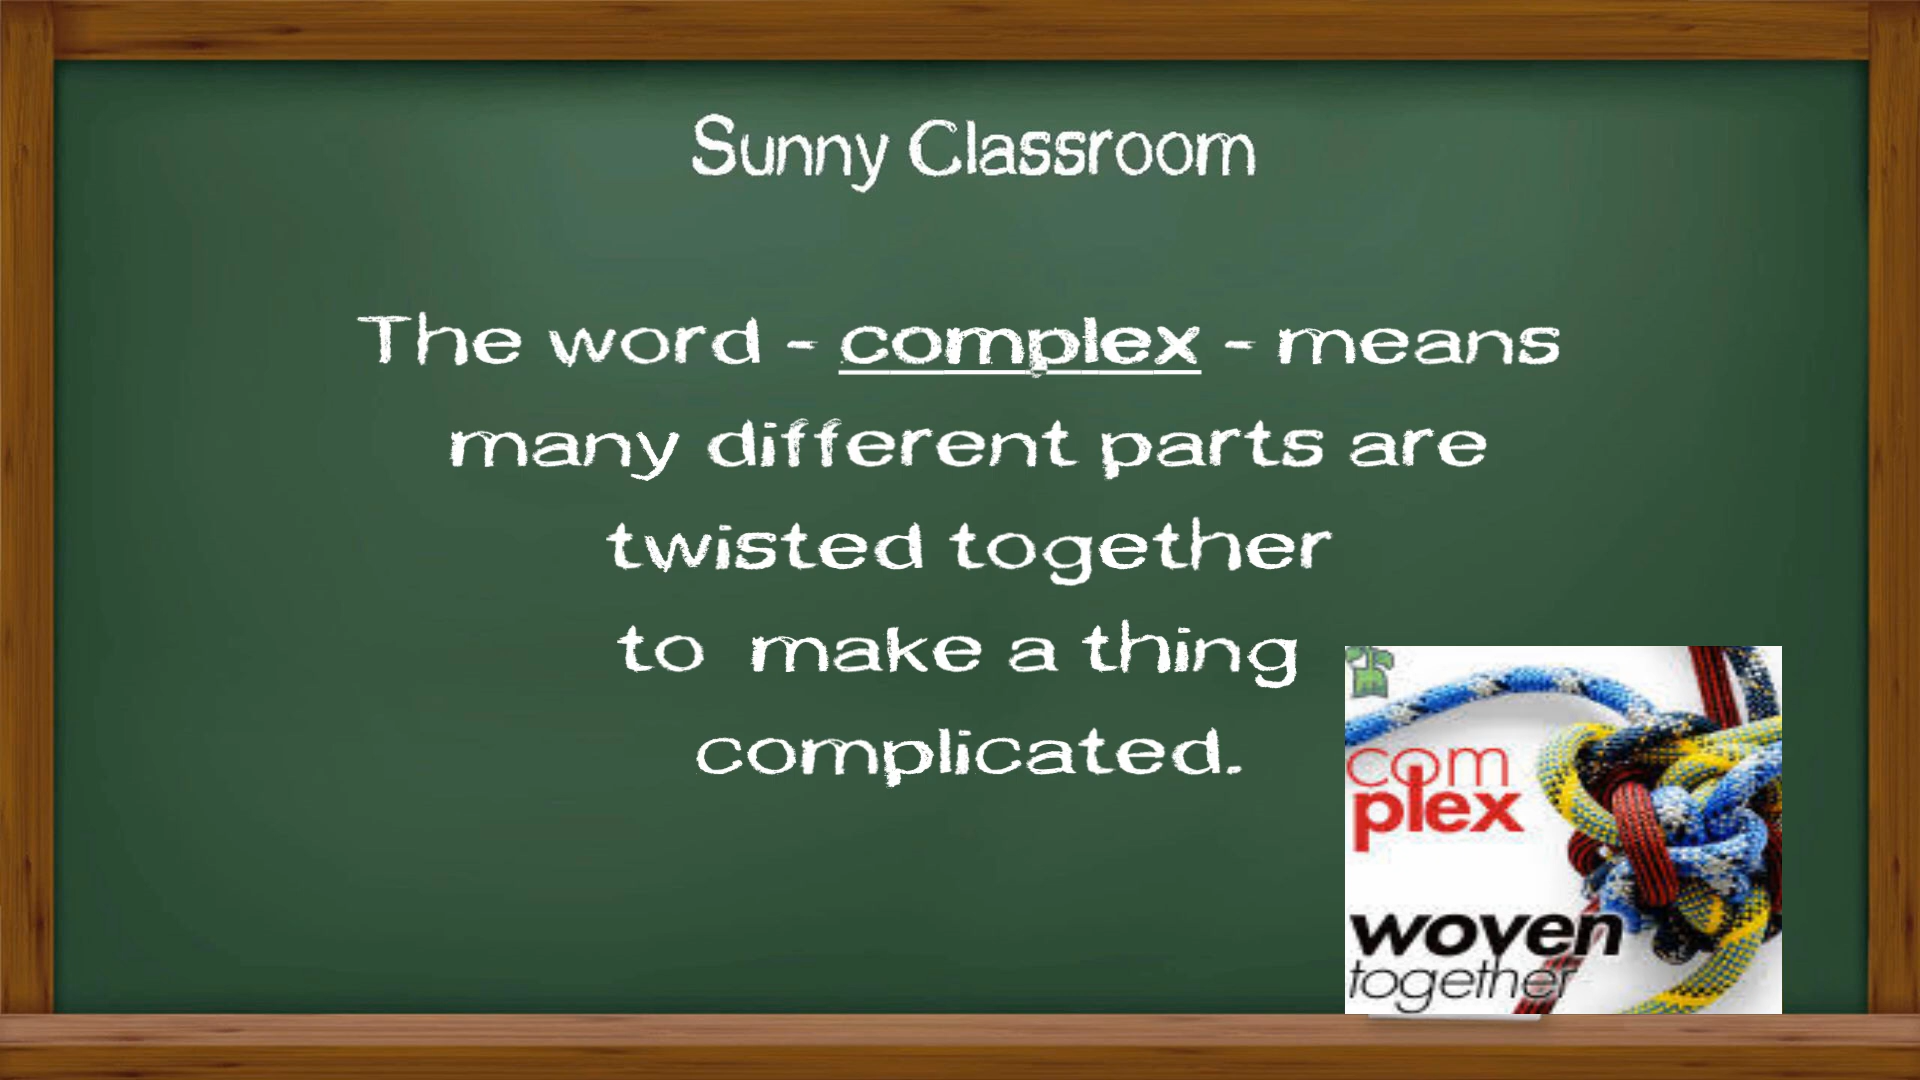 Sunny Classroom
The word - complex - means
many different parts are
twisted together
to make a thing
complicated.
com
plex
woven
together